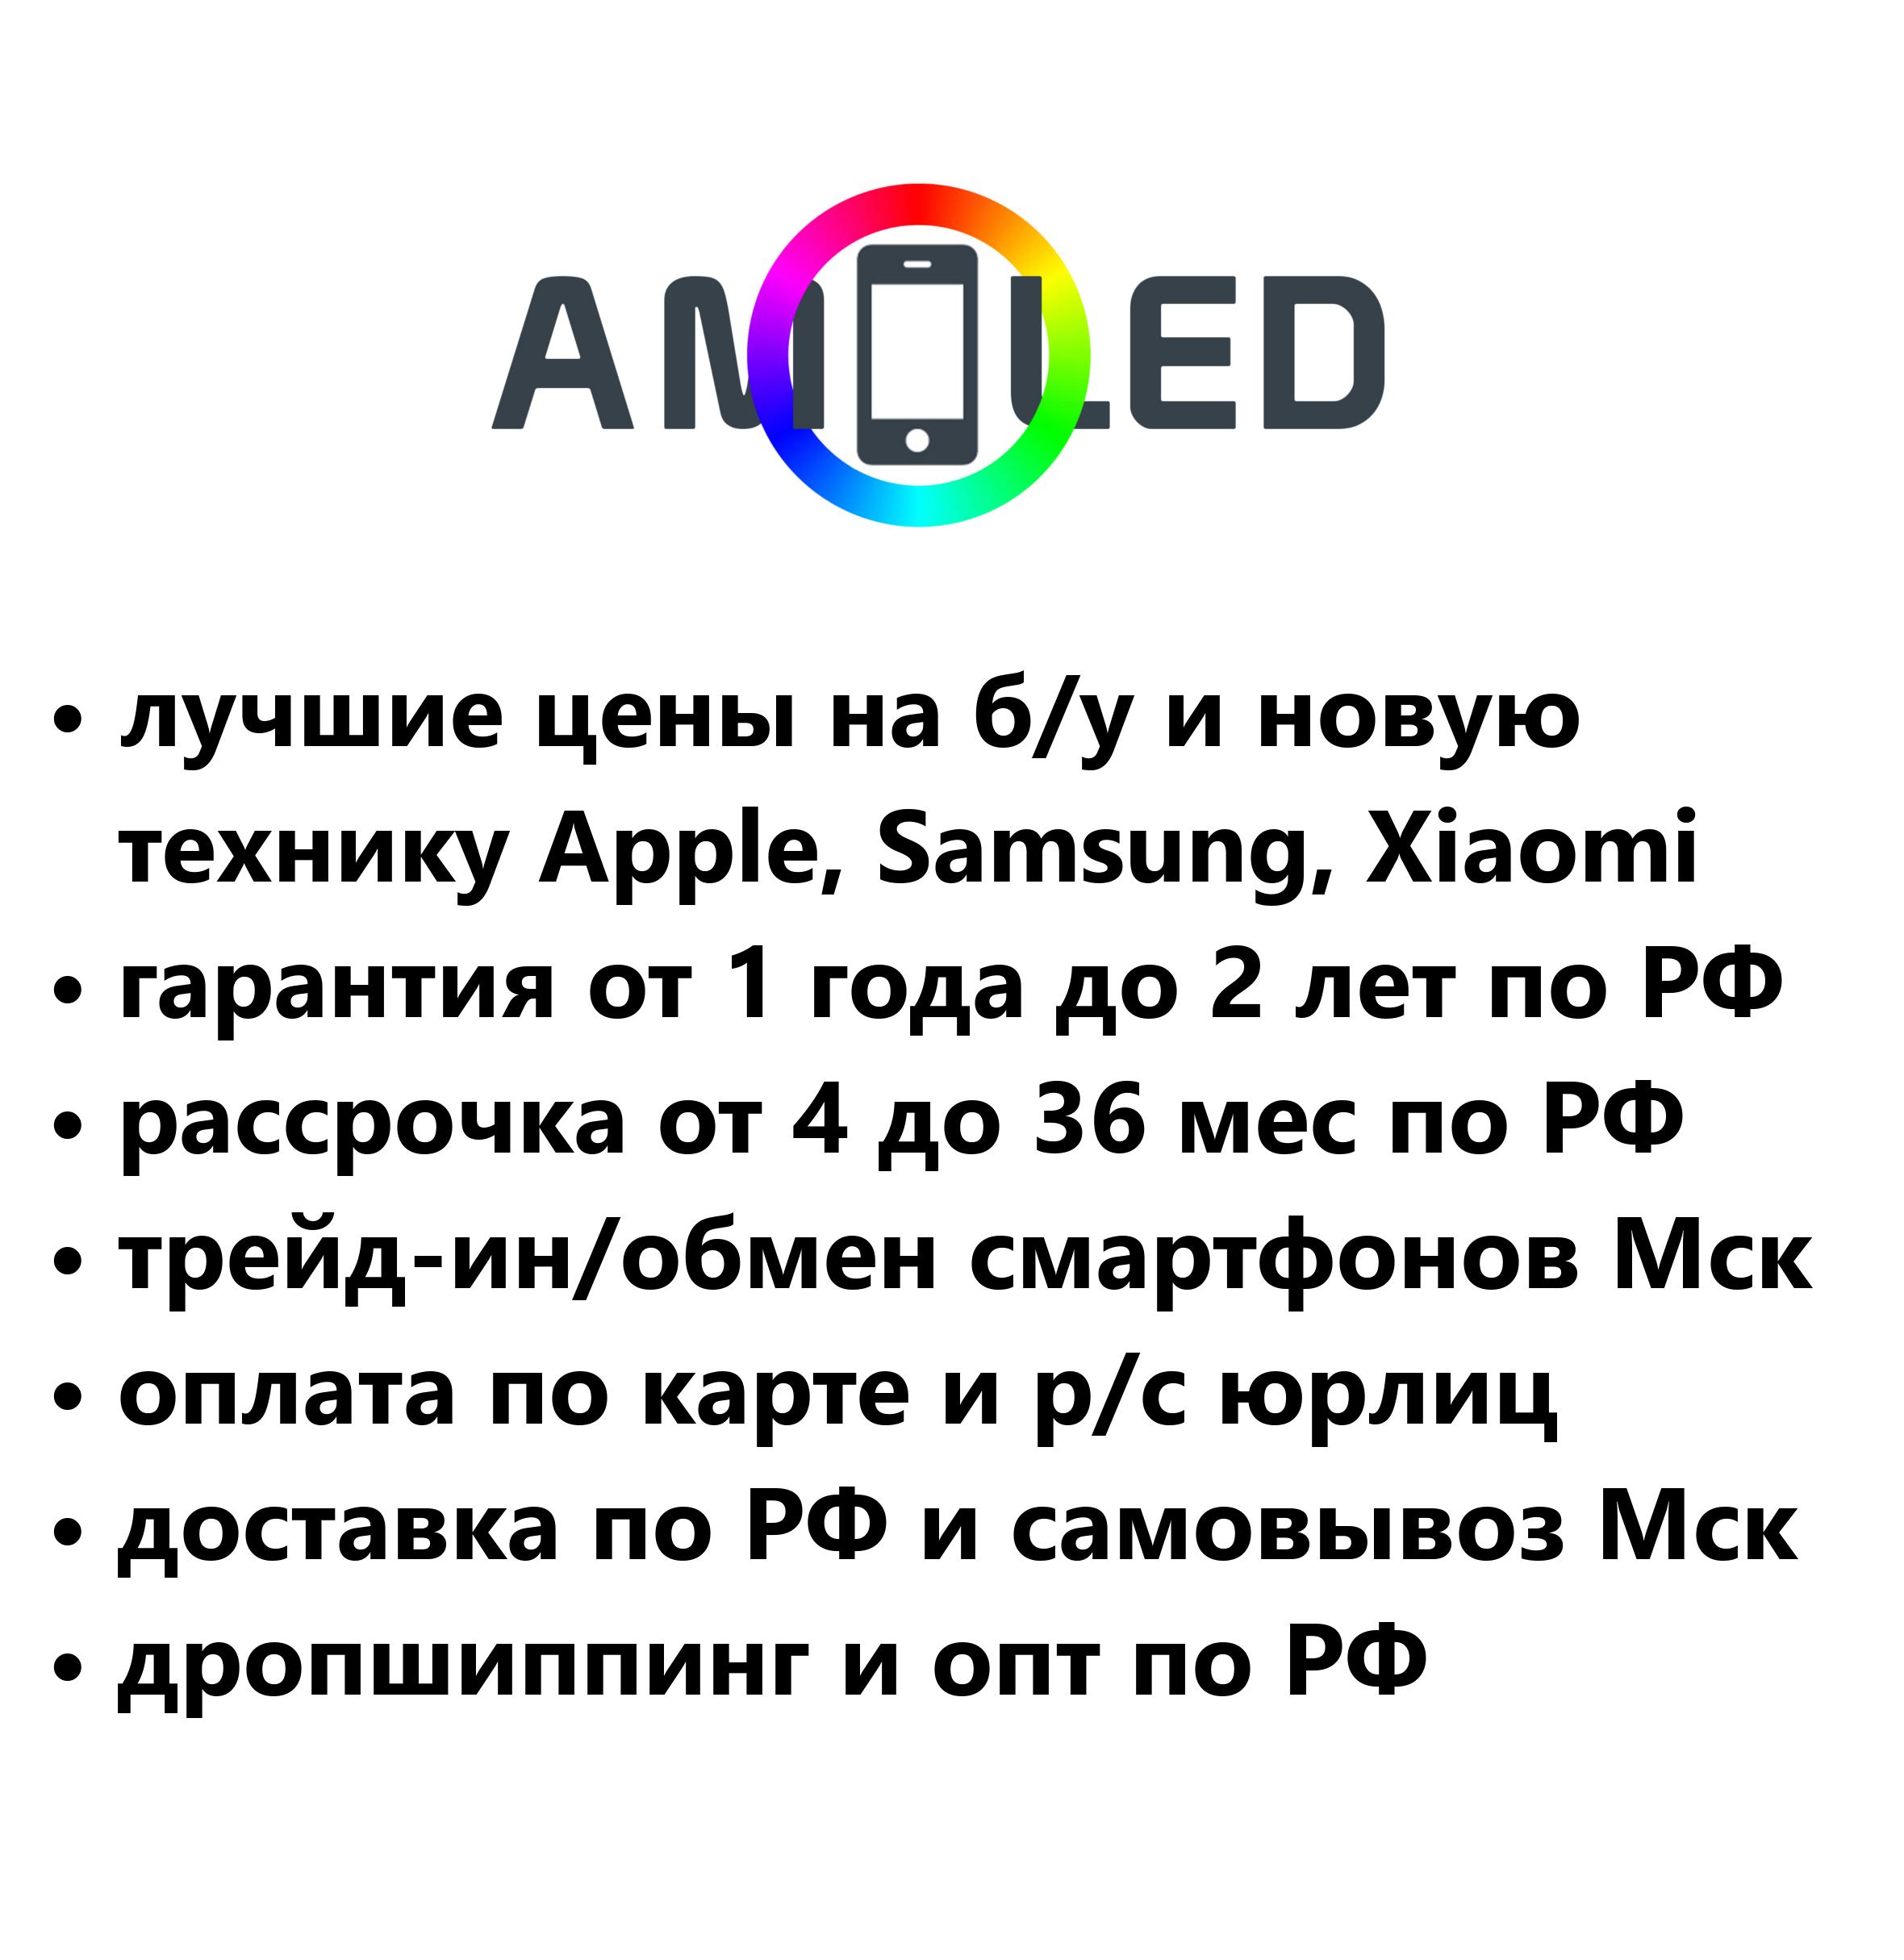 AMOLED
• лучшие цены на б/у и новую
технику Apple, Samsung, Xiaomi
• гарантия от 1 года до 2 лет по РФ
• рассрочка от 4 до 36 мес по РФ
• трейд-ин/обмен смартфонов Мск
• оплата по карте и р/с юрлиц
• доставка по РФ и самовывоз Мск
• дропшиппинг и опт по РФ